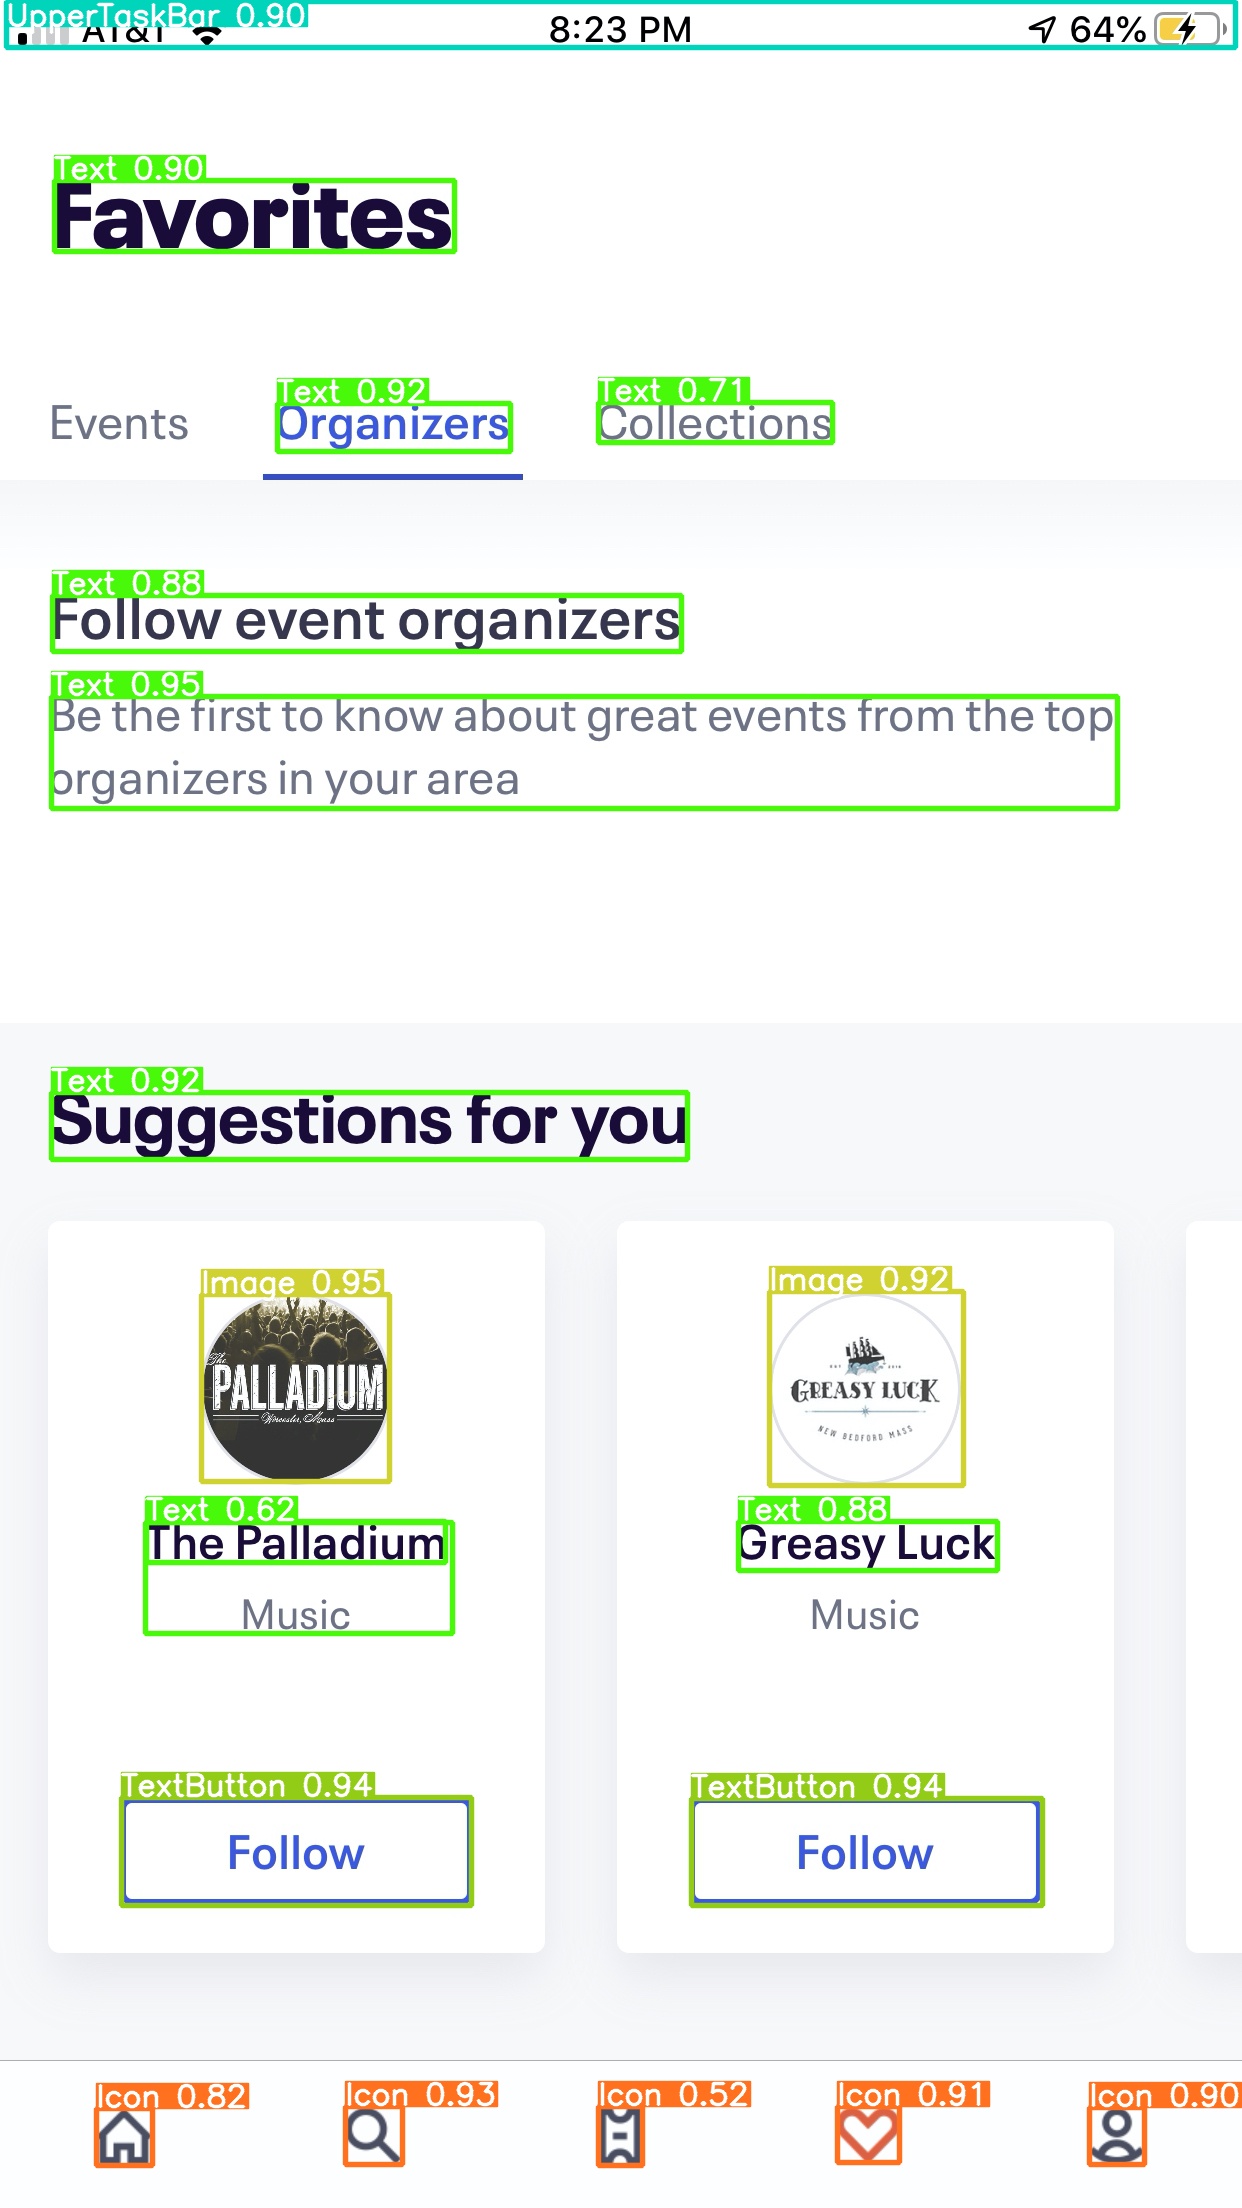 UpperTaskBar 0.90
AT&T 8:23 PM 64%
Text 0.90
Favorites
Text 0.92 Text 0.71
Events Organizers Collections
Text 0.88
Follow event organizers
Text 0.95
Be the first to know about great events from the top
organizers in your area
Text 0.92
Suggestions for you
Image 0.95
The
PALLADIUM
Worcester, Mass
Text 0.62
The Palladium
Music
TextButton 0.94
Follow
Image 0.92
EST 2016
GREASY LUCK
NEW BEDFORD MASS
Text 0.88
Greasy Luck
Music
TextButton 0.94
Follow
Icon 0.82 Icon 0.93 Icon 0.52 Icon 0.91 Icon 0.90